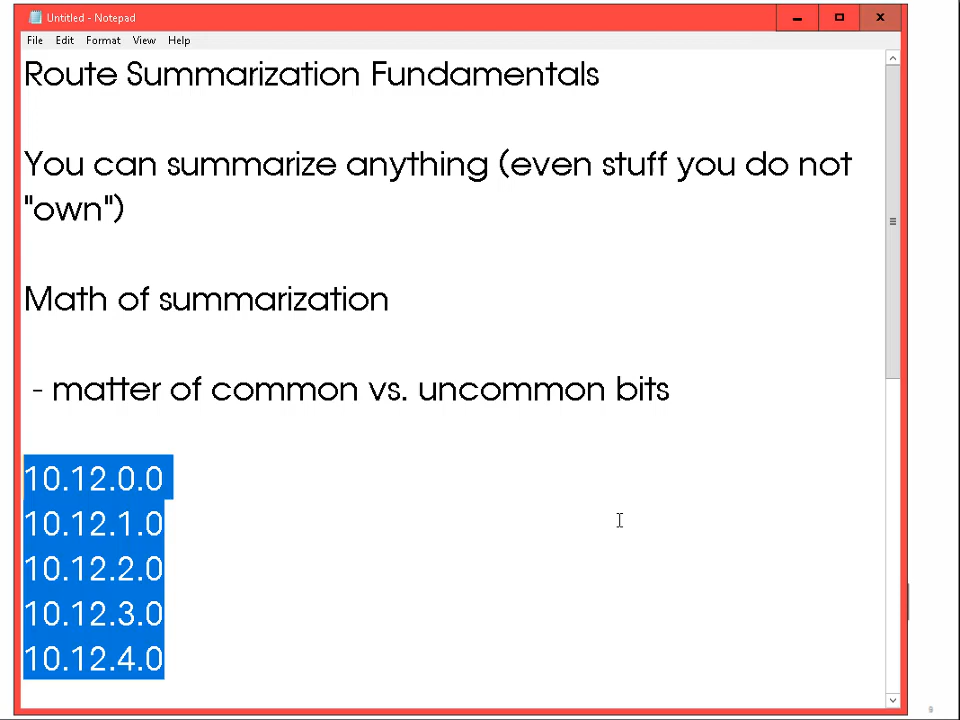 Untitled - Notepad
File Edit Format View Help
Route Summarization Fundamentals
You can summarize anything (even stuff you do not
"own")
Math of summarization
- matter of common vs. uncommon bits
10.12.0.0
10.12.1.0
10.12.2.0
10.12.3.0
10.12.4.0